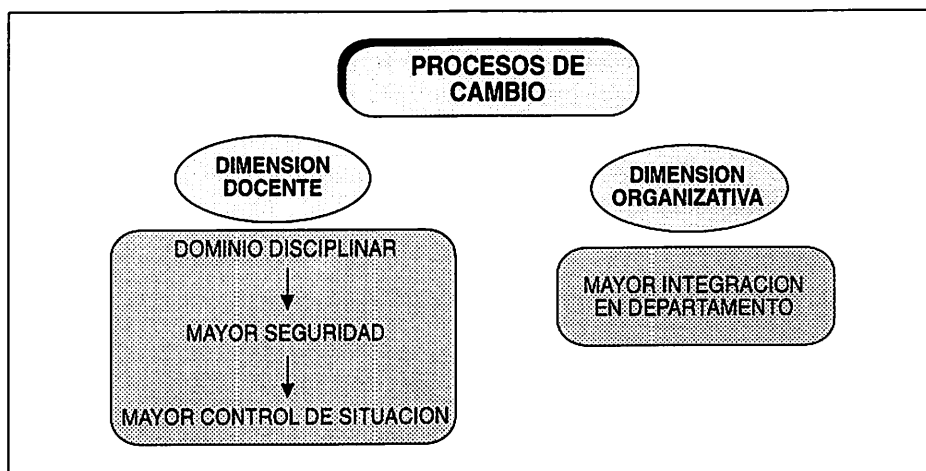 PROCESOS DE
CAMBIO
DIMENSION
DOCENTE
DOMINIO DISCIPLINAR
MAYOR SEGURIDAD
MAYOR CONTROL DE SITUACION
DIMENSION
ORGANIZATIVA
MAYOR INTEGRACION
EN DEPARTAMENTO